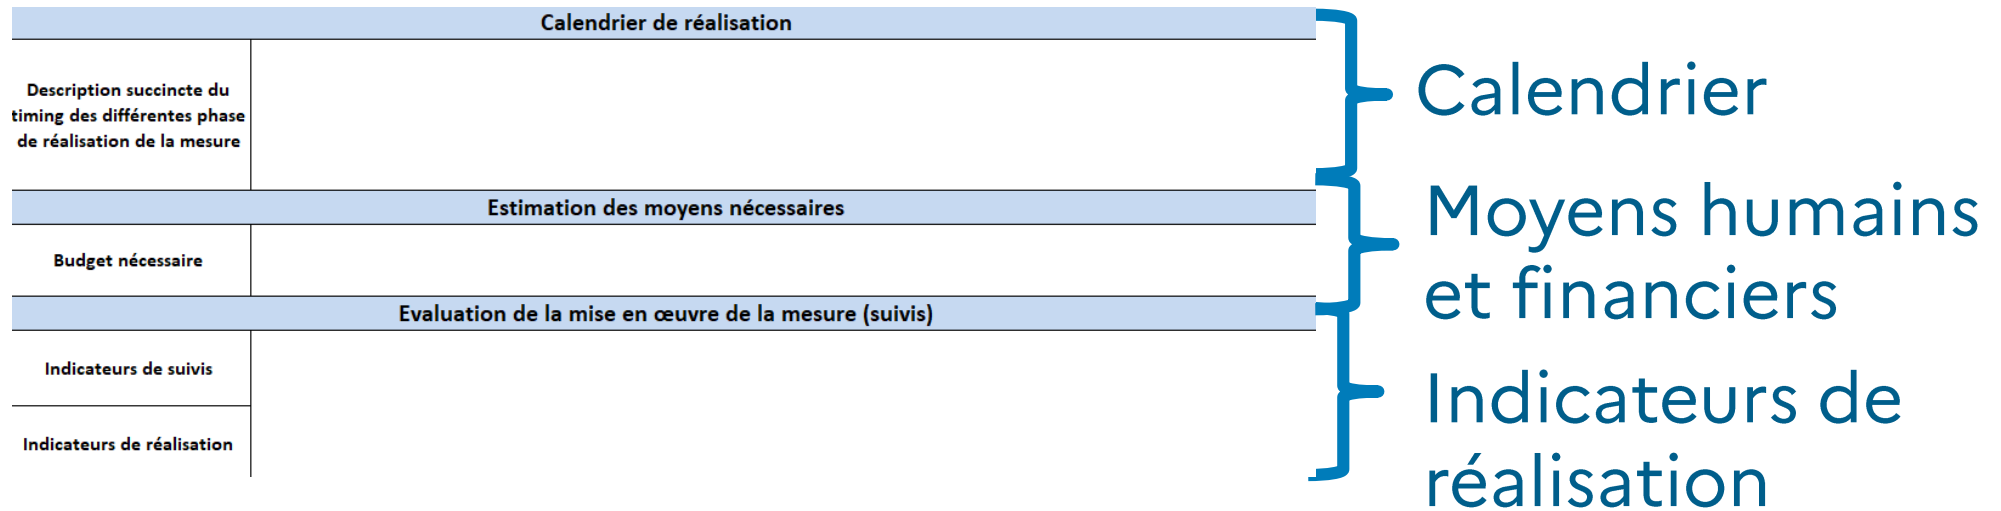 Calendrier de réalisation
Description succincte du
timing des différentes phase
de réalisation de la mesure
Estimation des moyens nécessaires
Budget nécessaire
Evaluation de la mise en œuvre de la mesure (suivis)
Indicateurs de suivis
Indicateurs de réalisation
Calendrier
Moyens humains
et financiers
Indicateurs de
réalisation